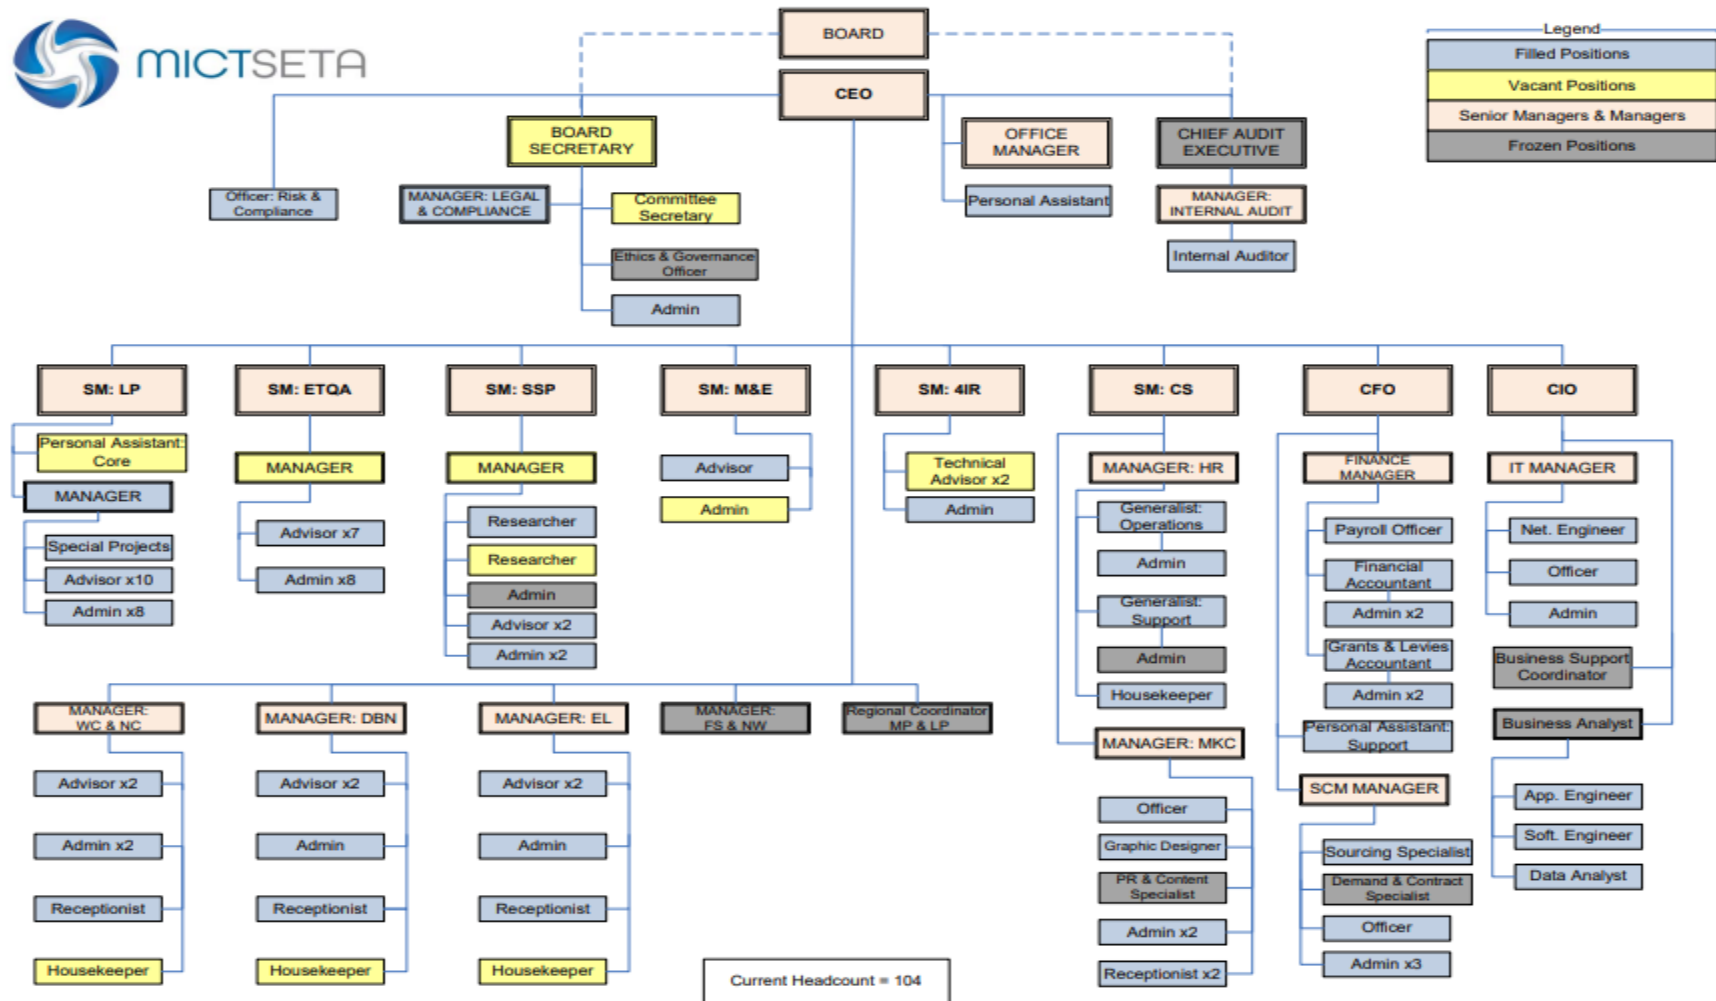 MICTSETA
BOARD
CEO
Legend
Filled Positions
Vacant Positions
Senior Managers & Managers
Frozen Positions
BOARD
SECRETARY
OFFICE
MANAGER
CHIEF AUDIT
EXECUTIVE
Officer: Risk &
Compliance
MANAGER: LEGAL
& COMPLIANCE
Committee
Secretary
Personal Assistant
MANAGER:
INTERNAL AUDIT
Ethics & Governance
Officer
Internal Auditor
Admin
SM: LP
SM: ETQA
SM: SSP
SM: M&E
SM: 4IR
SM: CS
CFO
CIO
Personal Assistant:
Core
MANAGER
Special Projects
Advisor x10
Admin x8
MANAGER
Advisor x7
Admin x8
MANAGER
Researcher
Researcher
Admin
Advisor x2
Admin x2
Advisor
Admin
Technical
Advisor x2
Admin
MANAGER: HR
Generalist:
Operations
Admin
Generalist:
Support
Admin
Housekeeper
MANAGER: MKC
Officer
Graphic Designer
PR & Content
Specialist
Admin x2
Receptionist x2
FINANCE
MANAGER
Payroll Officer
Financial
Accountant
Admin x2
Grants & Levies
Accountant
Admin x2
Personal Assistant:
Support
SCM MANAGER
Sourcing Specialist
Demand & Contract
Specialist
Officer
Admin x3
IT MANAGER
Net. Engineer
Officer
Admin
Business Support
Coordinator
Business Analyst
App. Engineer
Soft. Engineer
Data Analyst
MANAGER:
WC & NC
Advisor x2
Admin x2
Receptionist
Housekeeper
MANAGER: DBN
Advisor x2
Admin
Receptionist
Housekeeper
MANAGER: EL
Advisor x2
Admin
Receptionist
Housekeeper
MANAGER:
FS & NW
Regional Coordinator
MP & LP
Current Headcount = 104